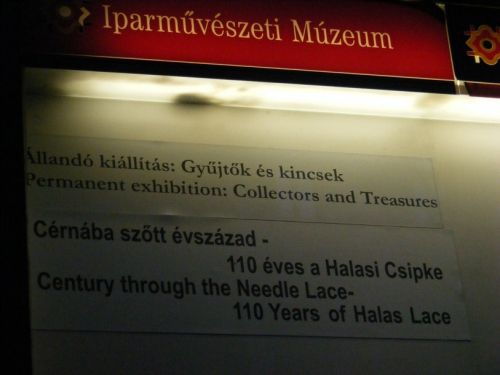 Iparművészeti Múzeum
Állandó kiállítás: Gyűjtők és kincsek
Permanent exhibition: Collectors and Treasures
Cérnába szőtt évszázad -
110 éves a Halasi Csipke
Century through the Needle Lace-
110 Years of Halas Lace